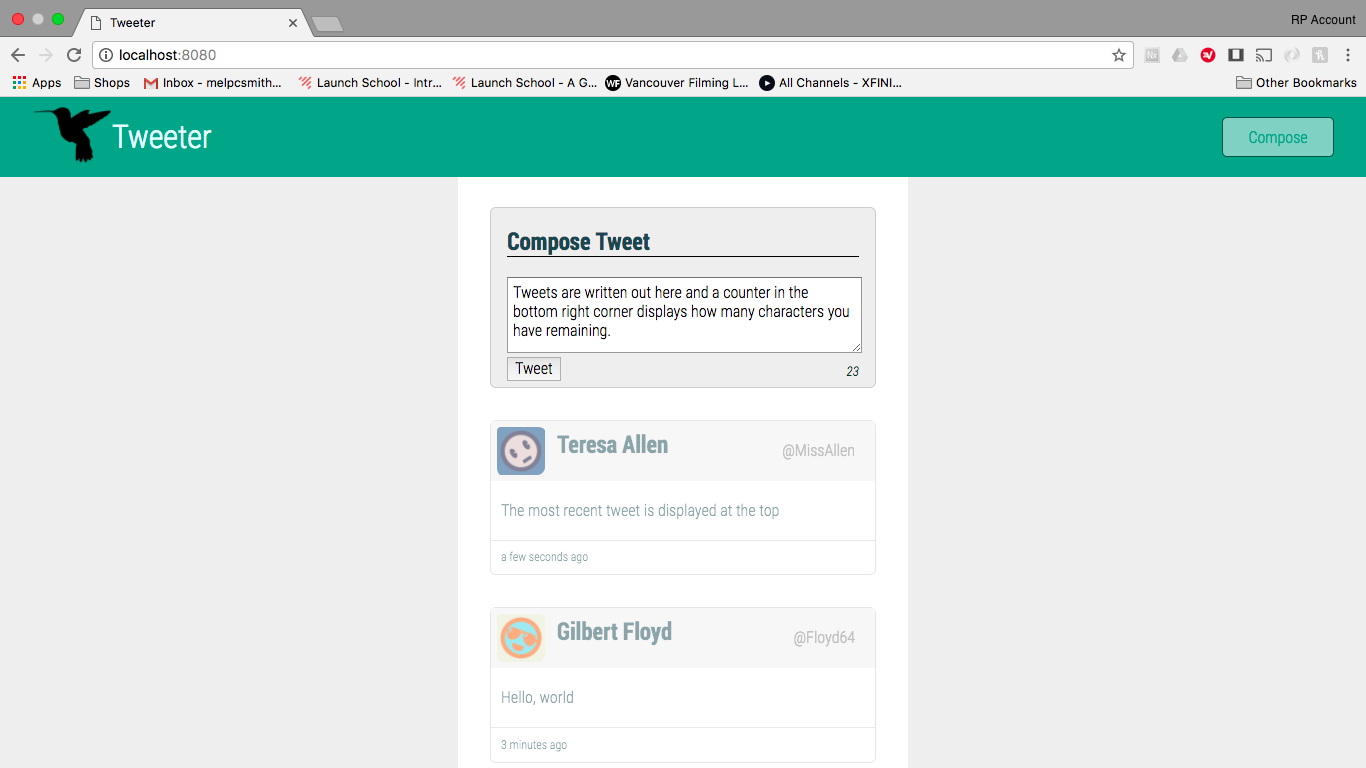 Tweeter
RP Account
localhost:8080
Apps Shops Inbox - melpcsmith... Launch School - Intr... Launch School - A G... WF Vancouver Filming L... All Channels - XFINI... Other Bookmarks
Tweeter
Compose
Compose Tweet
Tweets are written out here and a counter in the
bottom right corner displays how many characters you
have remaining.
Tweet 23
Teresa Allen @MissAllen
The most recent tweet is displayed at the top
a few seconds ago
Gilbert Floyd @Floyd64
Hello, world
3 minutes ago